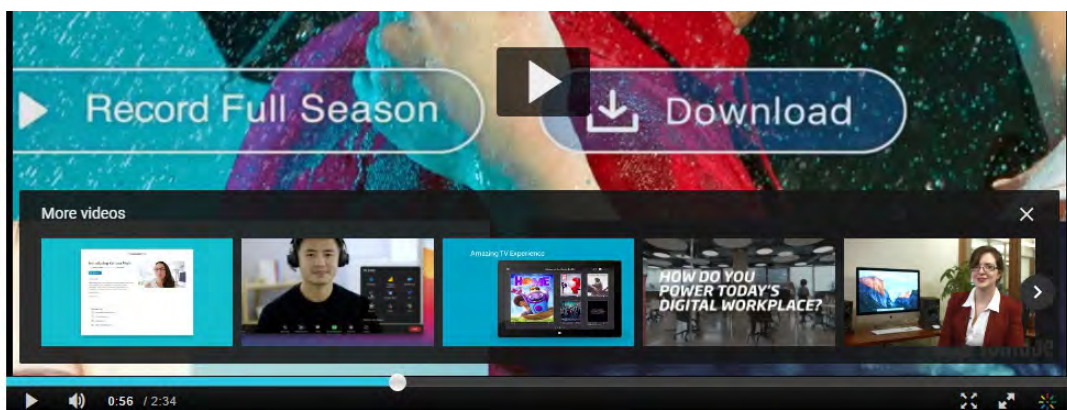 Record Full Season
Download
More videos
Amazing TV Experience
HOW DO YOU
POWER TODAY'S
DIGITAL WORKPLACE?
0:56 / 2:34